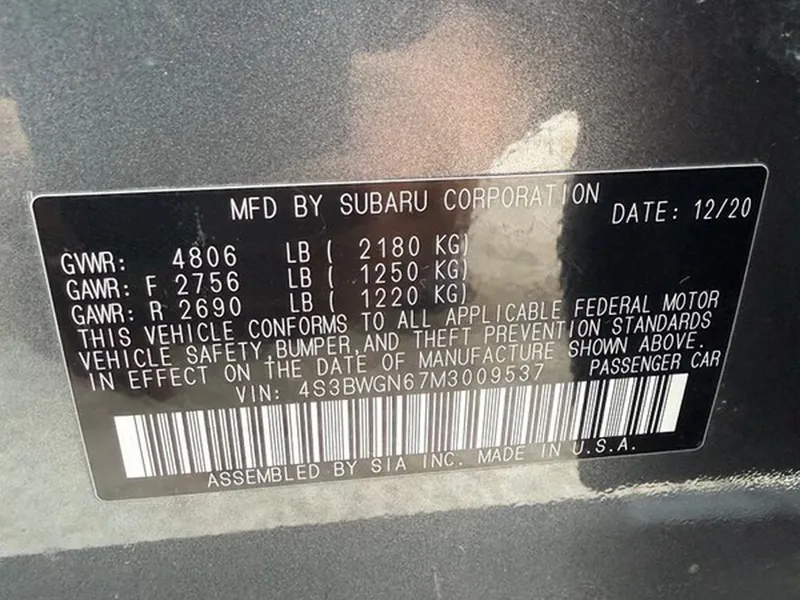 MFD BY SUBARU CORPORATION DATE: 12/20
GVWR: 4806 LB ( 2180 KG)
GAWR: F 2756 LB ( 1250 KG)
GAWR: R 2690 LB ( 1220 KG)
THIS VEHICLE CONFORMS TO ALL APPLICABLE FEDERAL MOTOR
VEHICLE SAFETY,BUMPER,AND THEFT PREVENTION STANDARDS
IN EFFECT ON THE DATE OF MANUFACTURE SHOWN ABOVE.
VIN: 4S3BWGN67M3009537 PASSENGER CAR
ASSEMBLED BY SIA INC. MADE IN U.S.A.